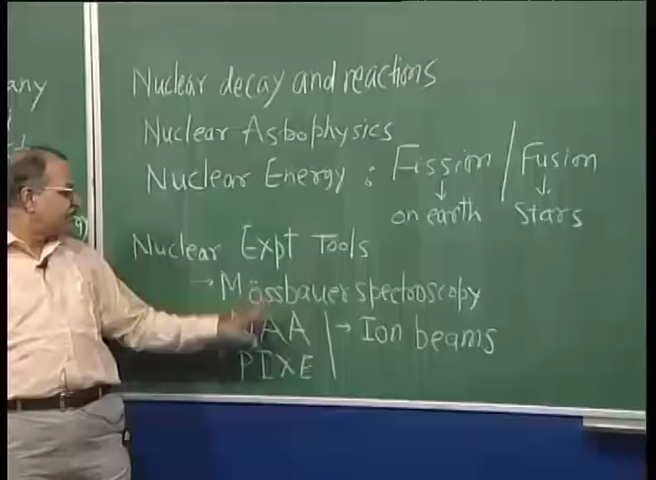 any
Nuclear decay and reactions
Nuclear Astophysics
Nuclear Energy : Fission / Fusion
↓ ↓
on earth stars
Nuclear Expt Tools
→ Mössbauer spectroscopy
AA → Ion beams
PIXE